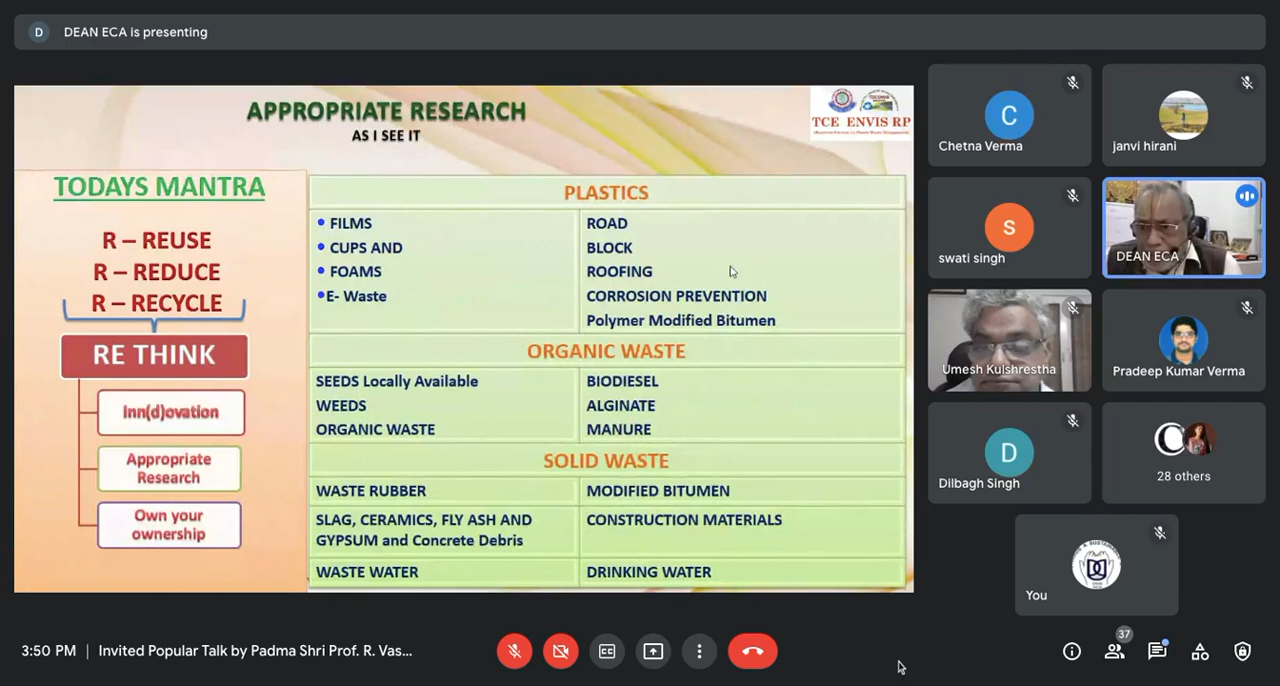 D DEAN ECA is presenting
APPROPRIATE RESEARCH
AS I SEE IT
TCE ENVIS RP
TODAYS MANTRA
R – REUSE
R – REDUCE
R – RECYCLE
RE THINK
Inn(d)ovation
Appropriate
Research
Own your
ownership
PLASTICS
• FILMS
• CUPS AND
• FOAMS
•E- Waste
ROAD
BLOCK
ROOFING
CORROSION PREVENTION
Polymer Modified Bitumen
ORGANIC WASTE
SEEDS Locally Available
WEEDS
ORGANIC WASTE
BIODIESEL
ALGINATE
MANURE
SOLID WASTE
WASTE RUBBER
MODIFIED BITUMEN
SLAG, CERAMICS, FLY ASH AND
GYPSUM and Concrete Debris
CONSTRUCTION MATERIALS
WASTE WATER
DRINKING WATER
C
Chetna Verma
janvi hirani
S
swati singh
DEAN ECA
Umesh Kulshrestha
Pradeep Kumar Verma
D
Dilbagh Singh
28 others
You
3:50 PM | Invited Popular Talk by Padma Shri Prof. R. Vas...
37